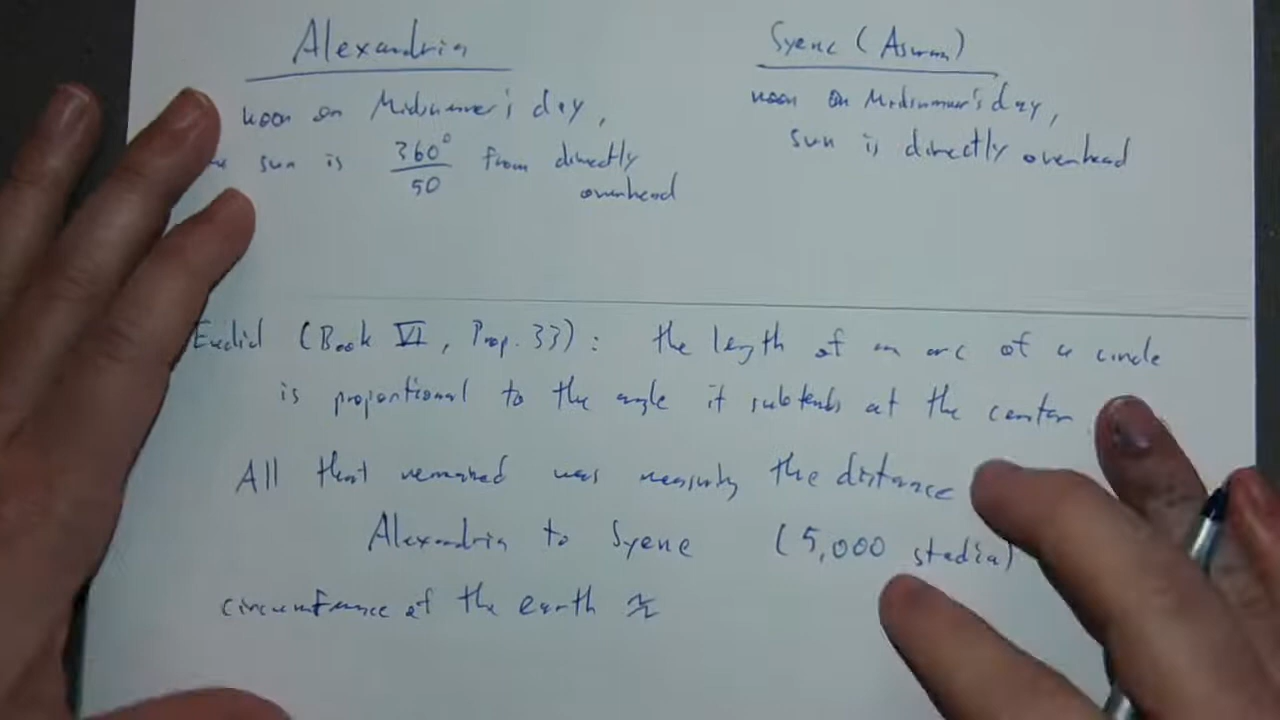 Alexandria
noon on Midsummer's day,
sun is 360°/50 from directly
overhead
Syene (Aswan)
noon on Midsummer's day,
sun is directly overhead
Euclid (Book VI, Prop. 33): the length of an arc of a circle
is proportional to the angle it subtends at the center
All that remained was measuring the distance
Alexandria to Syene (5,000 stadia)
circumference of the earth ≈